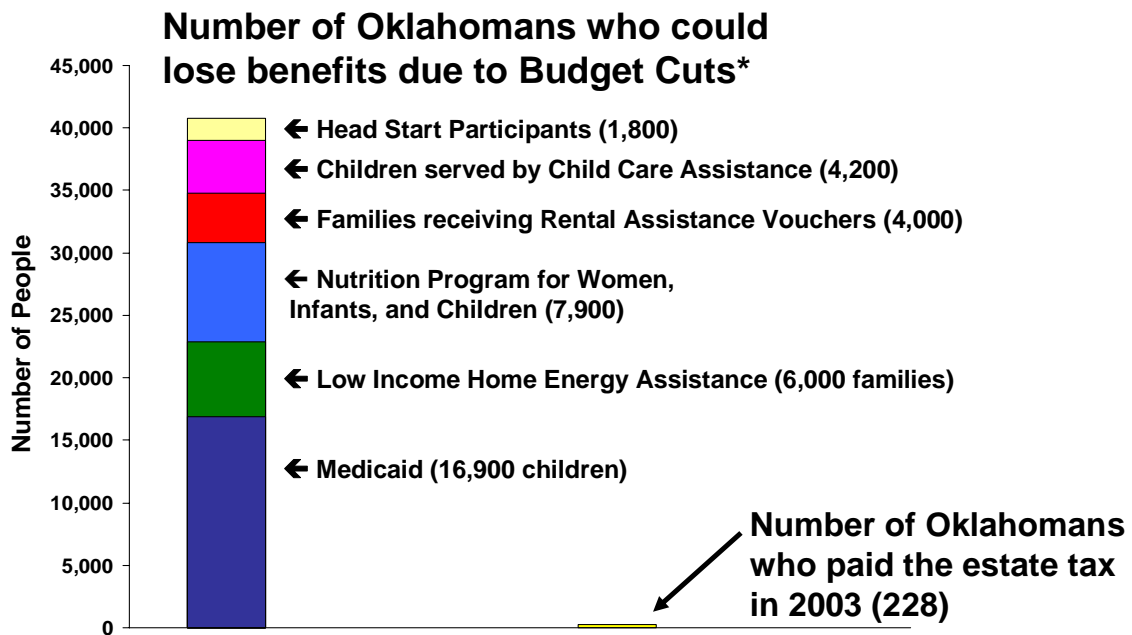 Number of Oklahomans who could
lose benefits due to Budget Cuts*
45,000
40,000
35,000
30,000
25,000
20,000
15,000
10,000
5,000
0
Number of People
← Head Start Participants (1,800)
← Children served by Child Care Assistance (4,200)
← Families receiving Rental Assistance Vouchers (4,000)
← Nutrition Program for Women,
Infants, and Children (7,900)
← Low Income Home Energy Assistance (6,000 families)
← Medicaid (16,900 children)
Number of Oklahomans
who paid the estate tax
in 2003 (228)